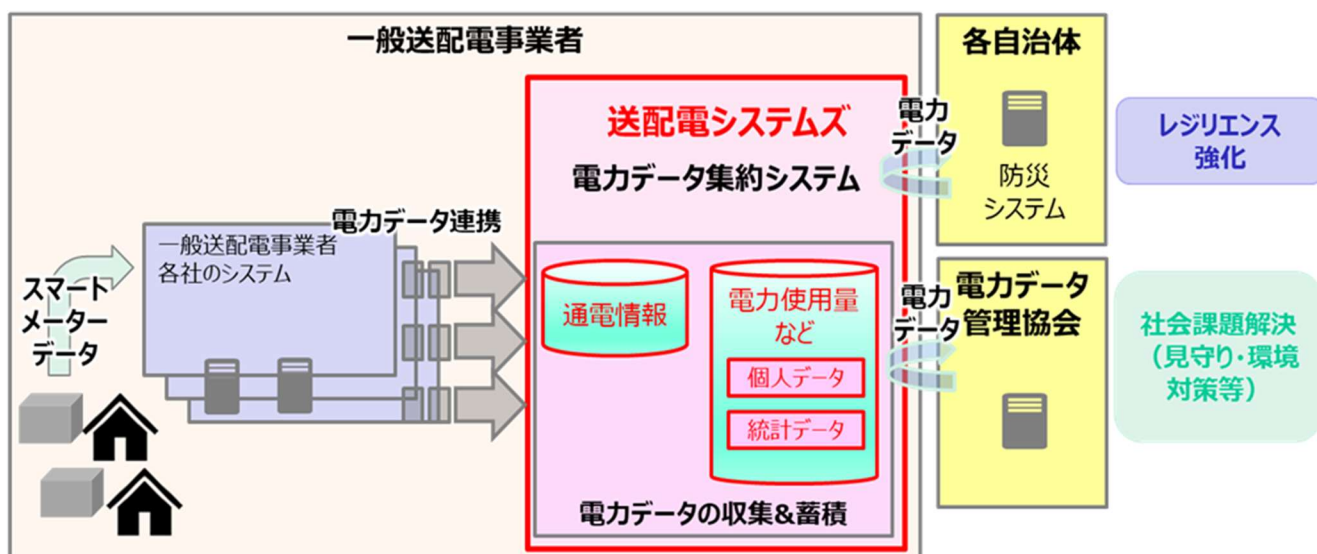 一般送配電事業者
各自治体
送配電システムズ
電力
データ
電力データ集約システム
防災
システム
レジリエンス
強化
電力データ連携
一般送配電事業者
各社のシステム
スマート
メーター
データ
通電情報
電力使用量
など
個人データ
統計データ
電力データの収集&蓄積
電力
データ
電力データ
管理協会
社会課題解決
（見守り・環境
対策等）